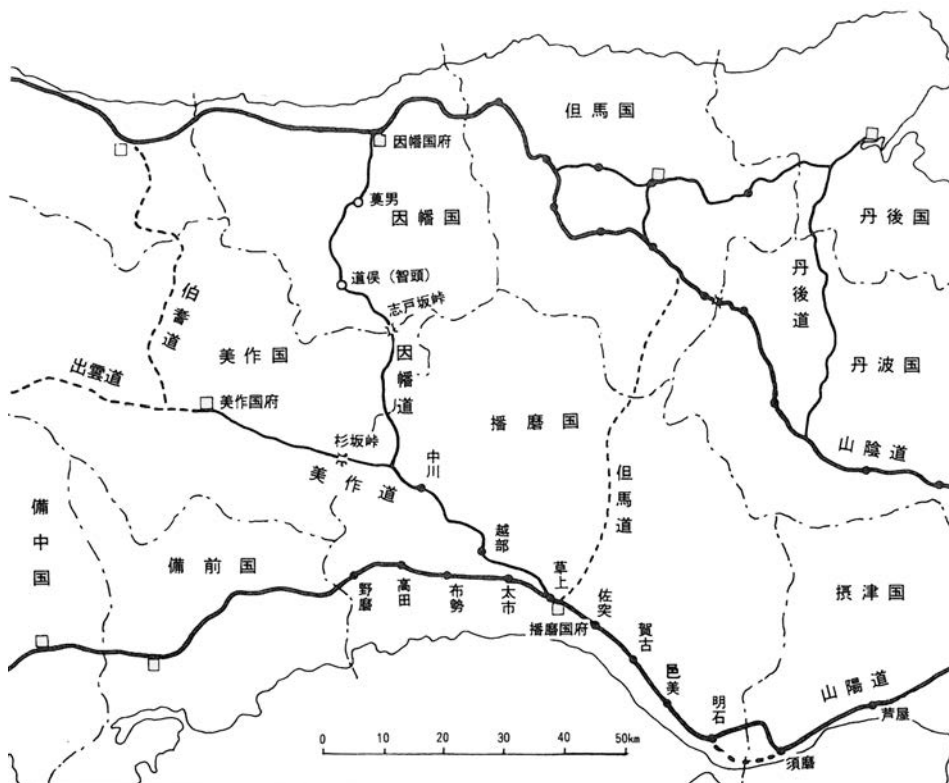 但馬国
因幡国府
莫男
因幡国
丹後国
道俣（智頭）
志戸坂峠
丹後道
伯耆道
因幡道
美作国
丹波国
出雲道
美作国府
播磨国
杉坂峠
中川
山陰道
美作道
但馬道
備中国
越部
備前国
草上
摂津国
野磨
高田
布勢
太市
佐突
播磨国府
賀古
邑美
明石
山陽道
芦屋
須磨
0 10 20 30 40 50km